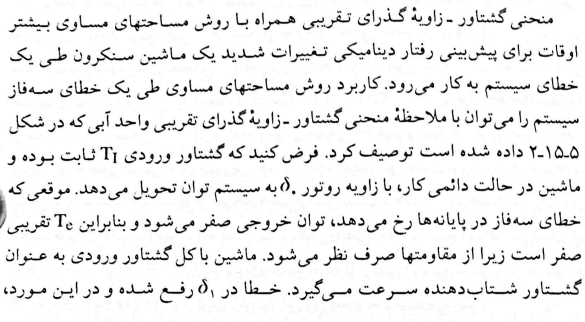 منحنی گشتاور ـ زاویهٔ گذرای تقریبی همراه با روش مساحتهای مساوی بیشتر
اوقات برای پیش‌بینی رفتار دینامیکی تغییرات شدید یک ماشین سنکرون طی یک
خطای سیستم به کار می‌رود. کاربرد روش مساحتهای مساوی طی یک خطای سه‌فاز
سیستم را می‌توان با ملاحظهٔ منحنی گشتاور ـ زاویهٔ گذرای تقریبی واحد آبی که در شکل
۵ـ۱۵ـ۲ داده شده است توصیف کرد. فرض کنید که گشتاور ورودی T_I ثابت بوده و
ماشین در حالت دائمی کار، با زاویه روتور δ₀ به سیستم توان تحویل می‌دهد. موقعی که
خطای سه‌فاز در پایانه‌ها رخ می‌دهد، توان خروجی صفر می‌شود و بنابراین T_e تقریبی
صفر است زیرا از مقاومتها صرف نظر می‌شود. ماشین با کل گشتاور ورودی به عنوان
گشتاور شتاب‌دهنده سرعت می‌گیرد. خطا در δ₁ رفع شده و در این مورد،